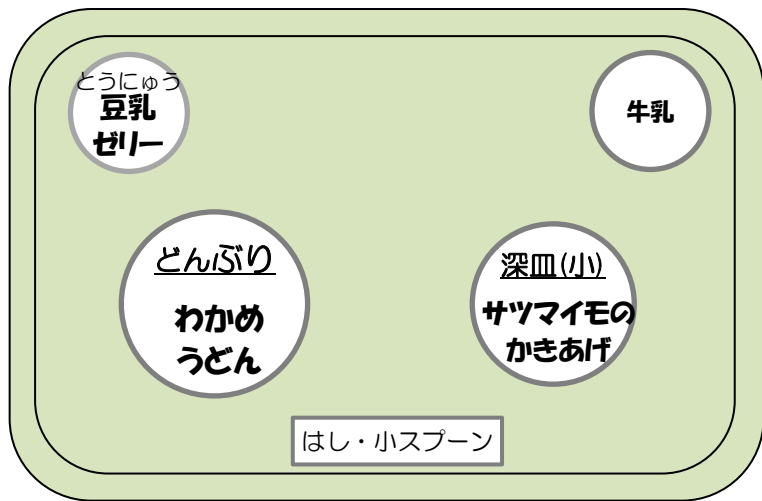 とうにゅう
豆乳
ゼリー
牛乳
どんぶり
わかめ
うどん
深皿(小)
サツマイモの
かきあげ
はし・小スプーン